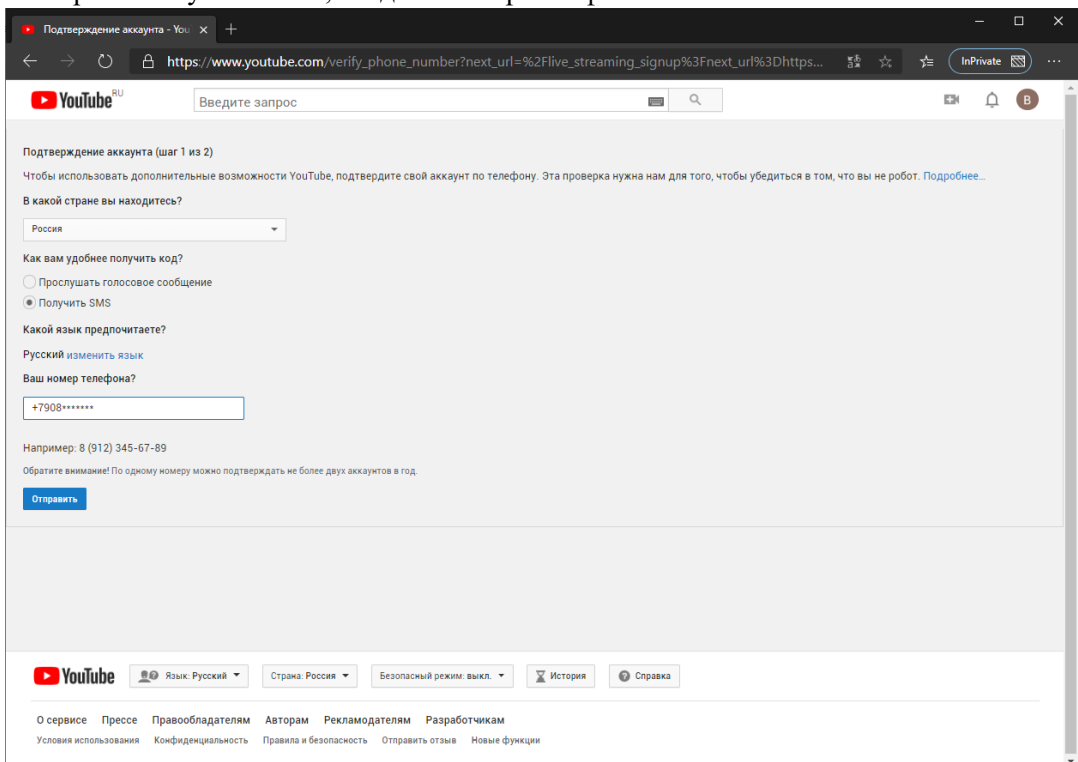 Подтверждение аккаунта - You
https://www.youtube.com/verify_phone_number?next_url=%2Flive_streaming_signup%3Fnext_url%3Dhttps...
InPrivate
YouTube RU
Введите запрос
B
Подтверждение аккаунта (шаг 1 из 2)
Чтобы использовать дополнительные возможности YouTube, подтвердите свой аккаунт по телефону. Эта проверка нужна нам для того, чтобы убедиться в том, что вы не робот. Подробнее...
В какой стране вы находитесь?
Россия
Как вам удобнее получить код?
Прослушать голосовое сообщение
Получить SMS
Какой язык предпочитаете?
Русский изменить язык
Ваш номер телефона?
+7908*******
Например: 8 (912) 345-67-89
Обратите внимание! По одному номеру можно подтверждать не более двух аккаунтов в год.
Отправить
YouTube Язык: Русский Страна: Россия Безопасный режим: выкл. История Справка
О сервисе Прессе Правообладателям Авторам Рекламодателям Разработчикам
Условия использования Конфиденциальность Правила и безопасность Отправить отзыв Новые функции